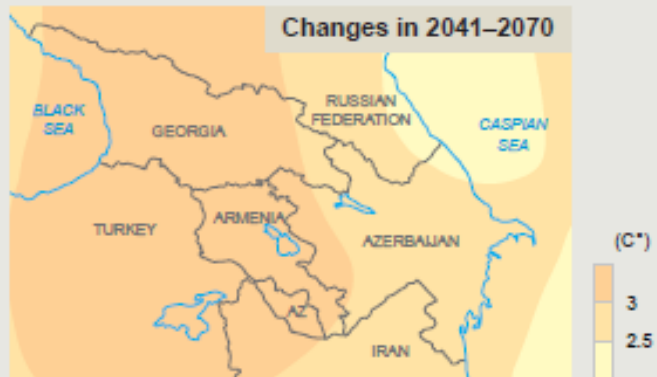 Changes in 2041–2070
BLACK
SEA
GEORGIA
RUSSIAN
FEDERATION
CASPIAN
SEA
TURKEY
ARMENIA
AZERBAIJAN
AZ
IRAN
(C°)
3
2.5